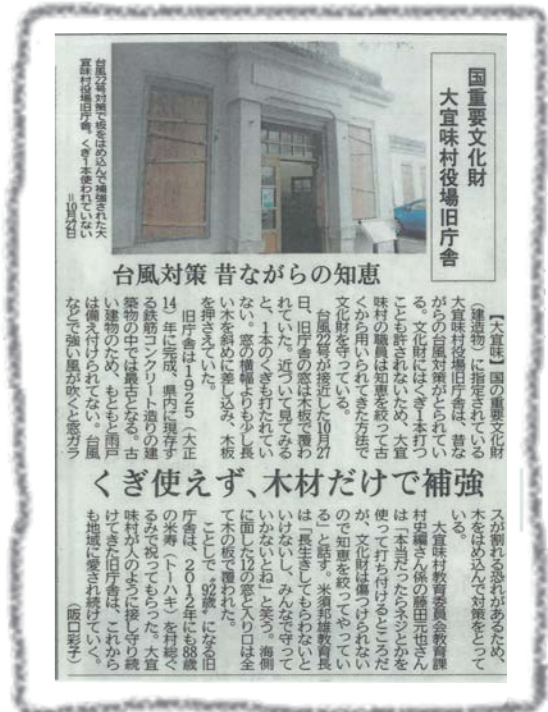 国重要文化財
大宜味村役場旧庁舎
台風22号対策で板をはめ込んで補強された大
宜味村役場旧庁舎。くぎ1本使われていない
=10月27日
台風対策 昔ながらの知恵
【大宜味】国の重要文化財
(建造物)に指定されている
大宜味村役場旧庁舎は、昔な
がらの台風対策がとられてい
る。文化財にはくぎ1本打つ
ことも許されないため、大宜
味村の職員は知恵を絞って古
くから用いられてきた方法で
文化財を守っている。
台風22号が接近した10月27
日、旧庁舎の窓は木板で覆わ
れていた。近づいて見てみる
と、1本のくぎも打たれてい
ない。窓の横幅よりも少し長
い木を斜めに差し込み、木板
を押さえていた。
旧庁舎は1925(大正
14)年に完成、県内に現存す
る鉄筋コンクリート造りの建
築物の中では最古となる。古
い建物のため、もともと雨戸
は備え付けられてない。台風
などで強い風が吹くと窓ガラ
くぎ使えず、木材だけで補強
スが割れる恐れがあるため、
木をはめ込んで対策をとって
いる。
大宜味村教育委員会教育課
村史編さん係の藤田元也さん
は「本当だったらネジとかを
使って打ち付けるところだ
が、文化財は傷つけられない
ので知恵を絞ってやってい
る」と話す。米須邦雄教育長
は「長生きしてもらわないと
いけないし、みんなで守って
いかないとね」と笑う。海側
に面した12の窓と入り口は全
て木の板で覆われた。
ことしで〝92歳〟になる旧
庁舎は、2012年にも88歳
の米寿(トーハキ)を村総ぐ
るみで祝ってもらった。大宜
味村が人のように接し守り続
けてきた旧庁舎は、これから
も地域に愛され続けていく。
(阪口彩子)